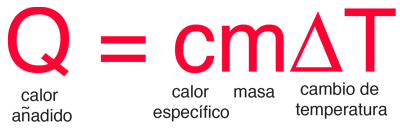 Q = cmΔT
calor añadido
calor específico
masa
cambio de temperatura